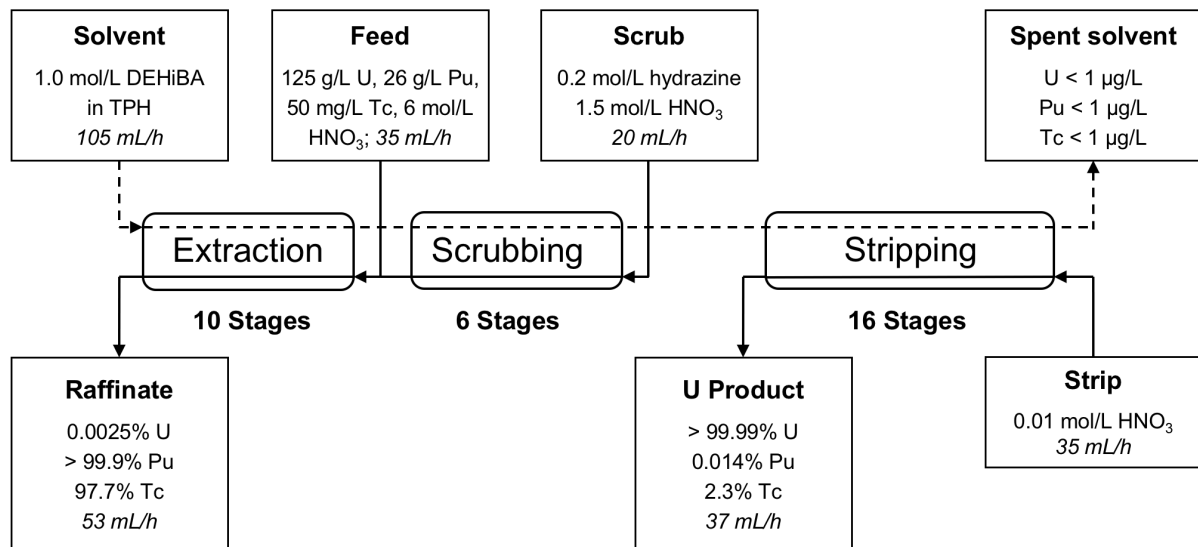 Solvent
1.0 mol/L DEHiBA
in TPH
105 mL/h
Feed
125 g/L U, 26 g/L Pu,
50 mg/L Tc, 6 mol/L
HNO₃; 35 mL/h
Scrub
0.2 mol/L hydrazine
1.5 mol/L HNO₃
20 mL/h
Spent solvent
U < 1 µg/L
Pu < 1 µg/L
Tc < 1 µg/L
Extraction
Scrubbing
Stripping
10 Stages
6 Stages
16 Stages
Raffinate
0.0025% U
> 99.9% Pu
97.7% Tc
53 mL/h
U Product
> 99.99% U
0.014% Pu
2.3% Tc
37 mL/h
Strip
0.01 mol/L HNO₃
35 mL/h